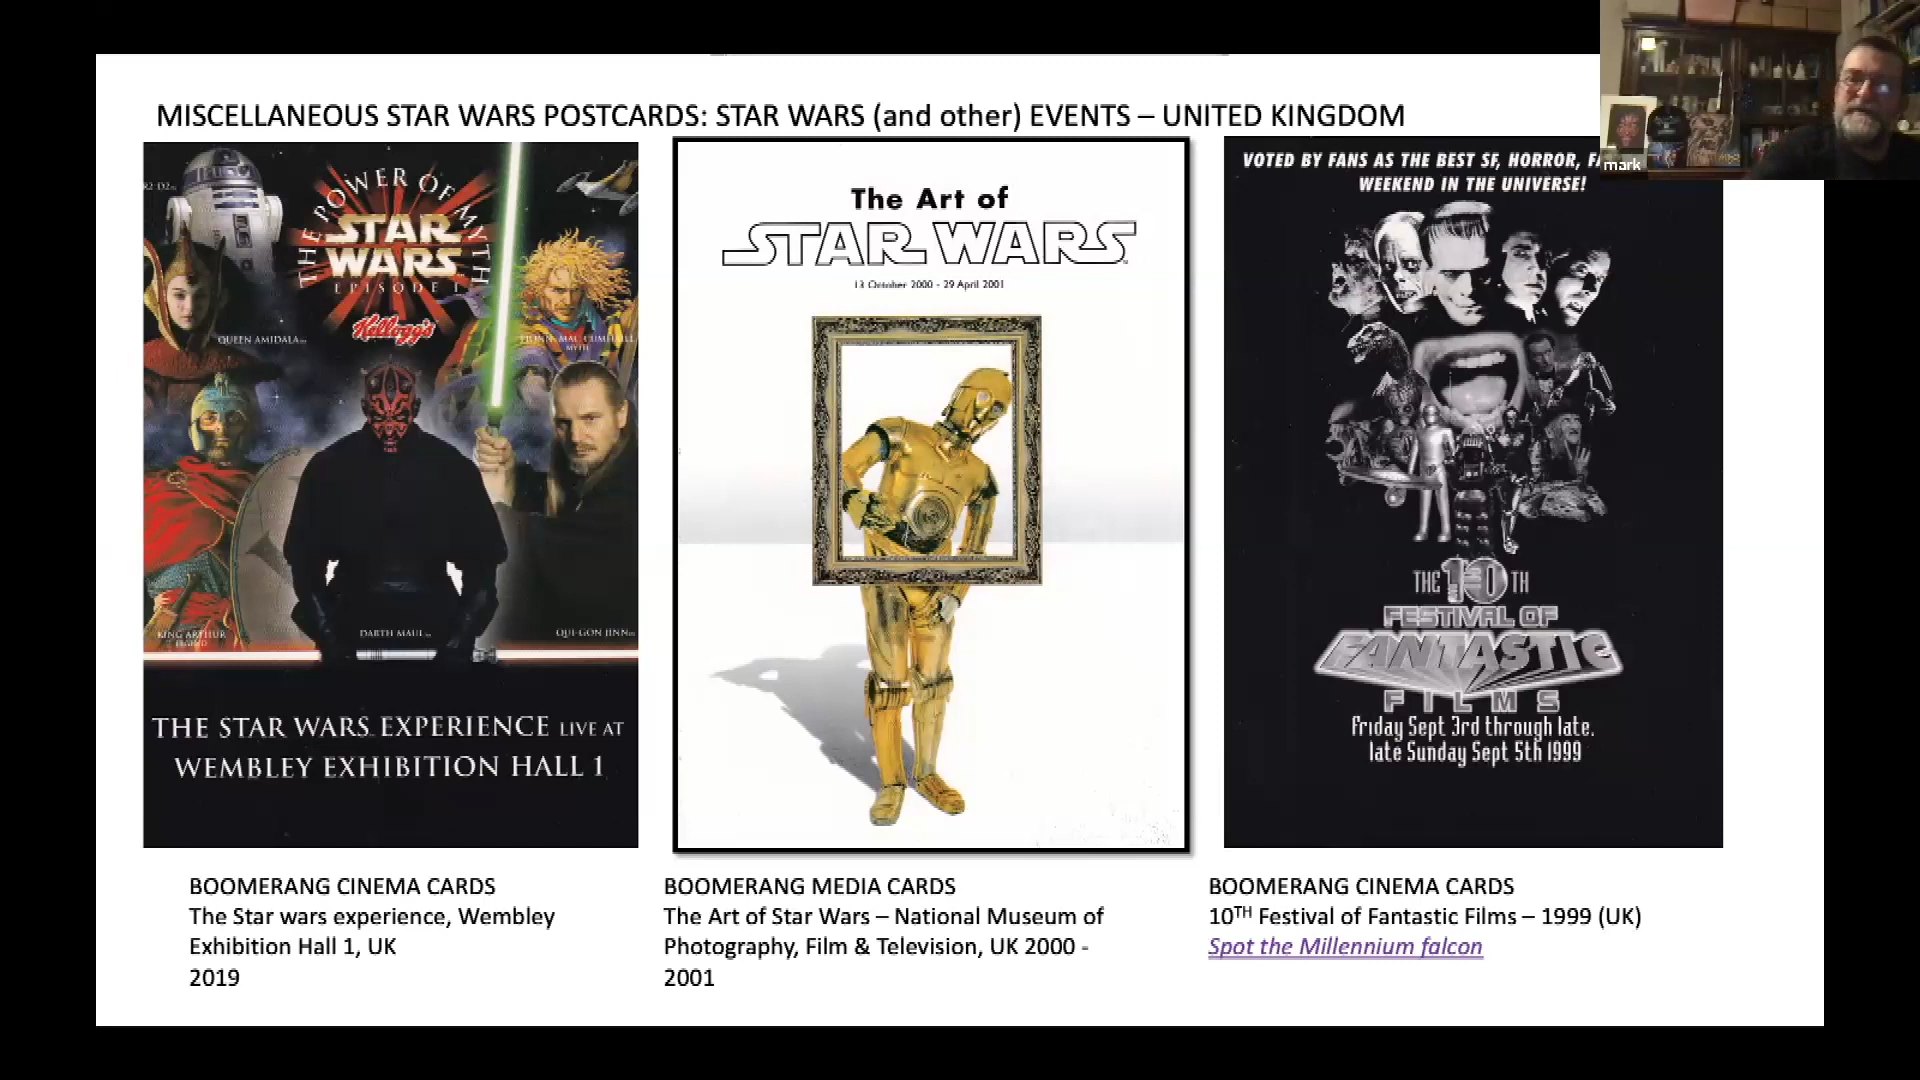 MISCELLANEOUS STAR WARS POSTCARDS: STAR WARS (and other) EVENTS – UNITED KINGDOM
mark
R2-D2
THE POWER OF MYTH
STAR
WARS
EPISODE I
Kellogg's
QUEEN AMIDALA™
MYTH
KING ARTHUR
LEGEND
DARTH MAUL™
QUI-GON JINN™
THE STAR WARS EXPERIENCE LIVE AT
WEMBLEY EXHIBITION HALL 1
The Art of
STAR WARS
13 October 2000 - 29 April 2001
VOTED BY FANS AS THE BEST SF, HORROR,
WEEKEND IN THE UNIVERSE!
THE 10TH
FESTIVAL OF
FANTASTIC
FILMS
friday Sept 3rd through late.
late Sunday Sept 5th 1999
BOOMERANG CINEMA CARDS
The Star wars experience, Wembley
Exhibition Hall 1, UK
2019
BOOMERANG MEDIA CARDS
The Art of Star Wars – National Museum of
Photography, Film & Television, UK 2000 -
2001
BOOMERANG CINEMA CARDS
10TH Festival of Fantastic Films – 1999 (UK)
Spot the Millennium falcon